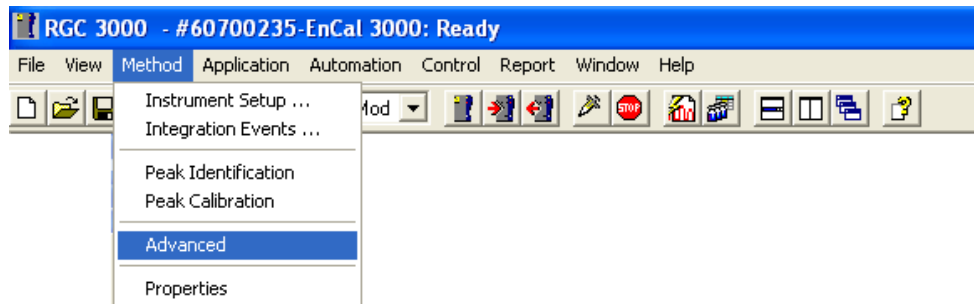 RGC 3000 - #60700235-EnCal 3000: Ready
File View Method Application Automation Control Report Window Help
Instrument Setup ... Mod
STOP
Integration Events ...
Peak Identification
Peak Calibration
Advanced
Properties